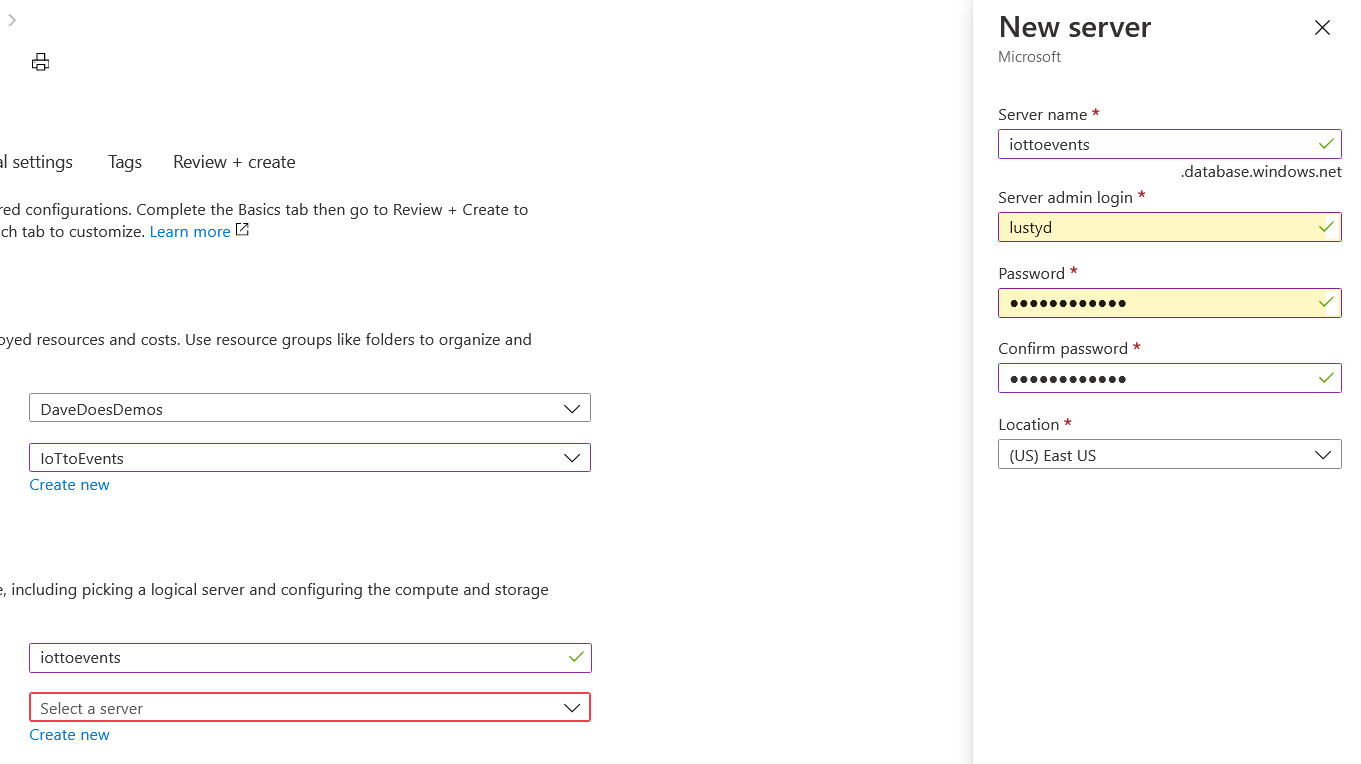 al settings Tags Review + create
red configurations. Complete the Basics tab then go to Review + Create to
ch tab to customize. Learn more
oyed resources and costs. Use resource groups like folders to organize and
DaveDoesDemos
IoTtoEvents
Create new
e, including picking a logical server and configuring the compute and storage
iottoevents
Select a server
Create new
New server
Microsoft
Server name *
iottoevents
.database.windows.net
Server admin login *
lustyd
Password *
●●●●●●●●●●●●
Confirm password *
●●●●●●●●●●●●
Location *
(US) East US